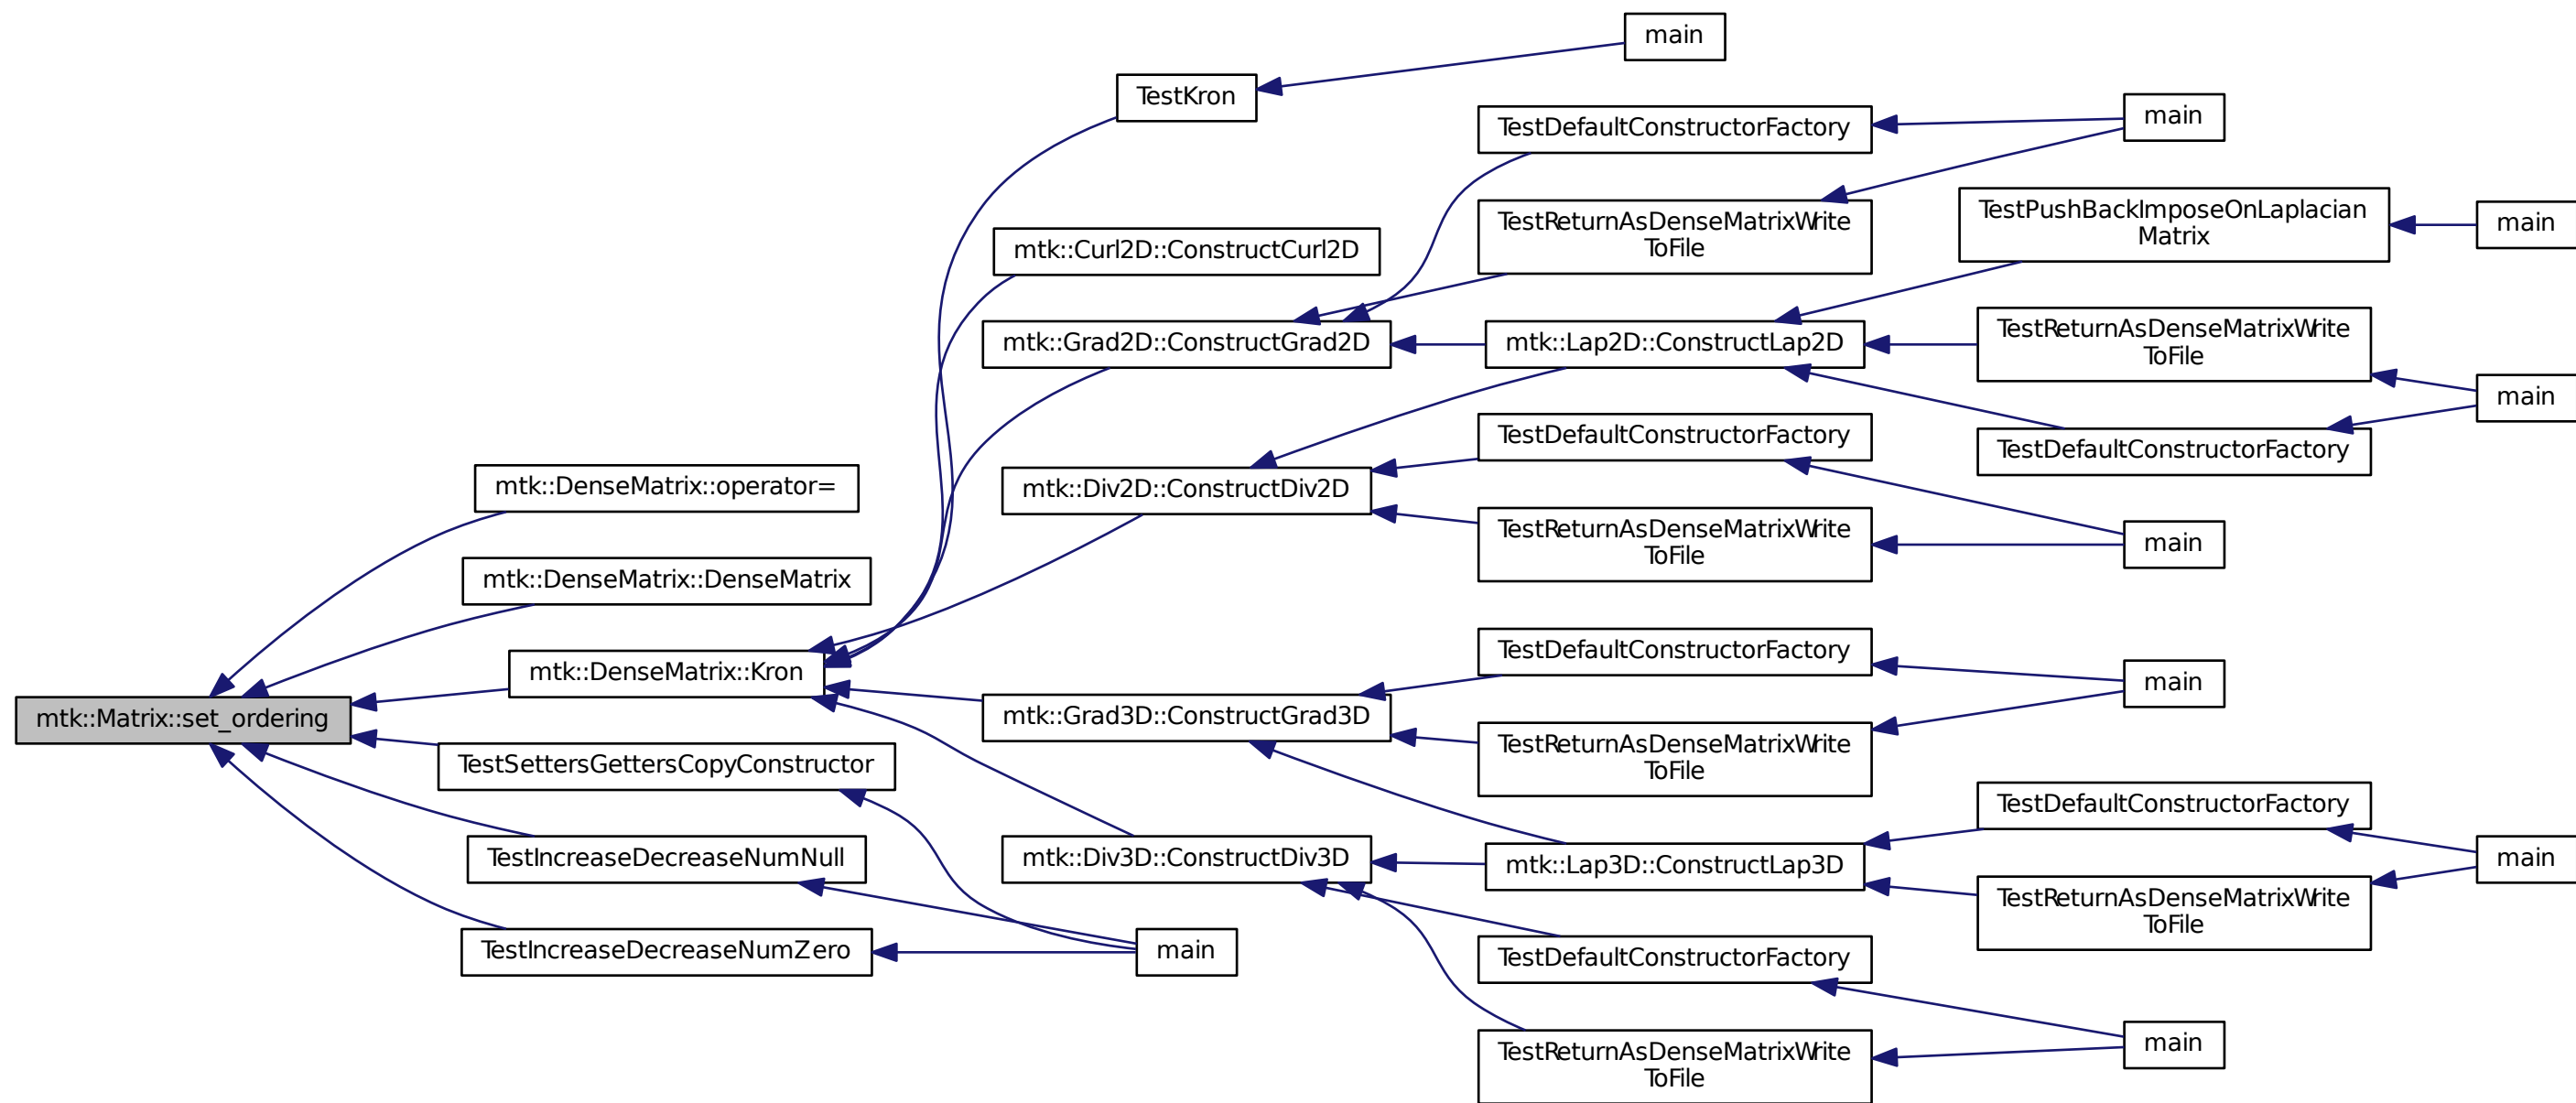 main
TestKron
TestDefaultConstructorFactory
main
TestReturnAsDenseMatrixWrite
ToFile
TestPushBackImposeOnLaplacian
Matrix
main
mtk::Curl2D::ConstructCurl2D
mtk::Grad2D::ConstructGrad2D
mtk::Lap2D::ConstructLap2D
TestReturnAsDenseMatrixWrite
ToFile
main
TestDefaultConstructorFactory
TestDefaultConstructorFactory
mtk::DenseMatrix::operator=
mtk::Div2D::ConstructDiv2D
TestReturnAsDenseMatrixWrite
ToFile
main
mtk::DenseMatrix::DenseMatrix
mtk::DenseMatrix::Kron
TestDefaultConstructorFactory
main
mtk::Matrix::set_ordering
mtk::Grad3D::ConstructGrad3D
TestReturnAsDenseMatrixWrite
ToFile
TestSettersGettersCopyConstructor
TestDefaultConstructorFactory
TestIncreaseDecreaseNumNull
mtk::Div3D::ConstructDiv3D
mtk::Lap3D::ConstructLap3D
main
TestReturnAsDenseMatrixWrite
ToFile
TestIncreaseDecreaseNumZero
main
TestDefaultConstructorFactory
main
TestReturnAsDenseMatrixWrite
ToFile